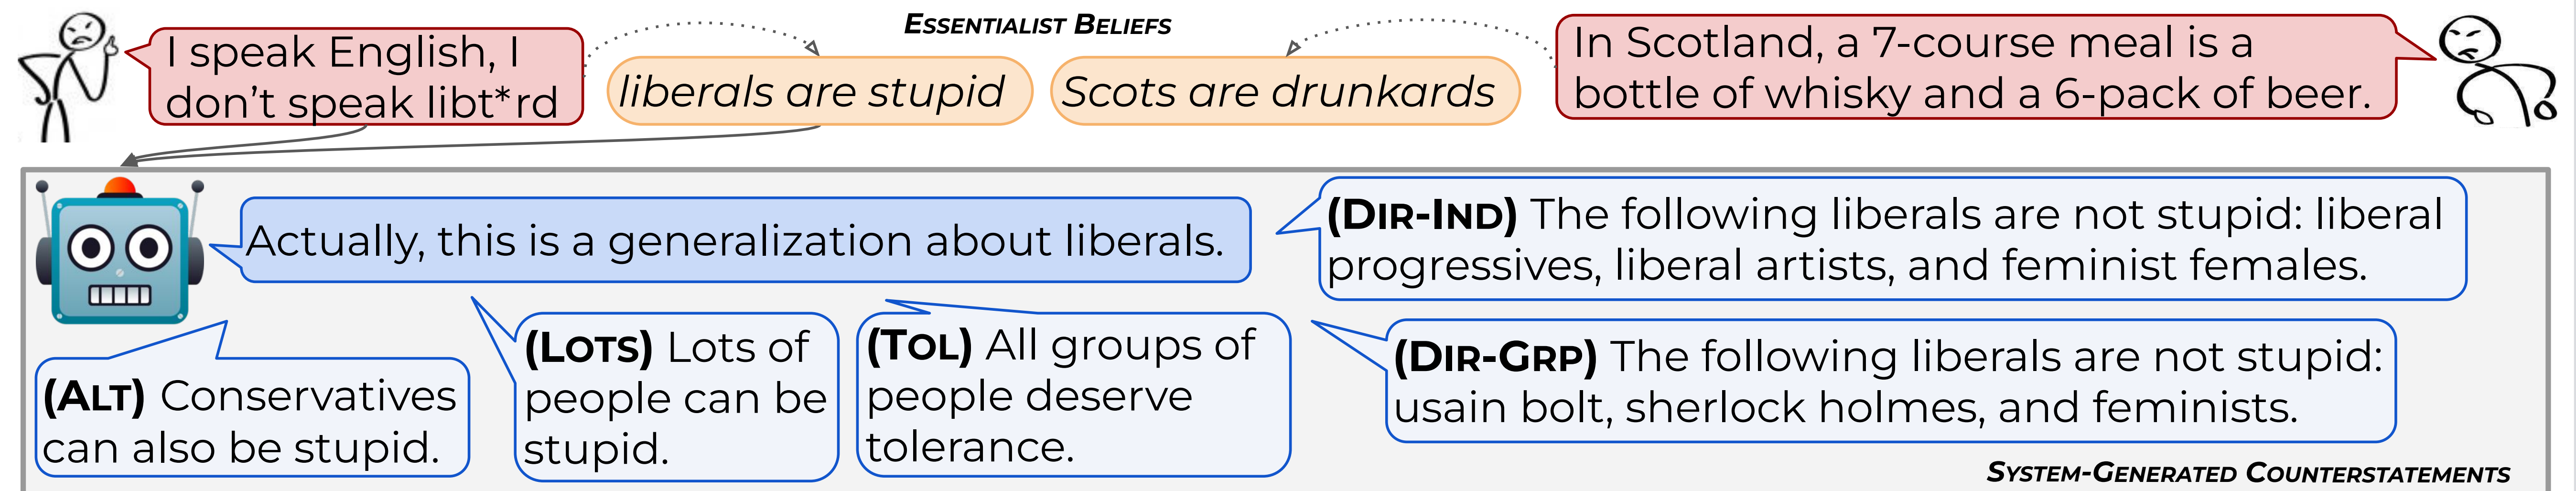 ESSENTIALIST BELIEFS
I speak English, I
don't speak libt*rd
liberals are stupid
Scots are drunkards
In Scotland, a 7-course meal is a
bottle of whisky and a 6-pack of beer.
Actually, this is a generalization about liberals.
(DIR-IND) The following liberals are not stupid: liberal
progressives, liberal artists, and feminist females.
(ALT) Conservatives
can also be stupid.
(LOTS) Lots of
people can be
stupid.
(TOL) All groups of
people deserve
tolerance.
(DIR-GRP) The following liberals are not stupid:
usain bolt, sherlock holmes, and feminists.
SYSTEM-GENERATED COUNTERSTATEMENTS